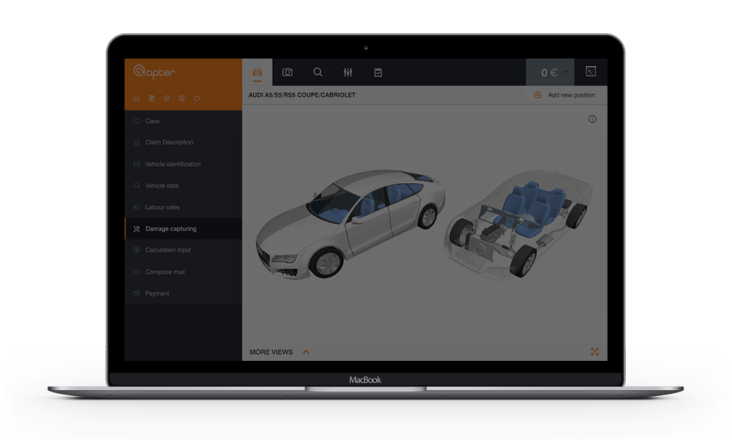 Qapter
0 €
AUDI A5/S5/RS5 COUPE/CABRIOLET
Add new position
Case
Claim Description
Vehicle identification
Vehicle data
Labour rates
Damage capturing
Calculation input
Compose mail
Payment
MORE VIEWS
MacBook